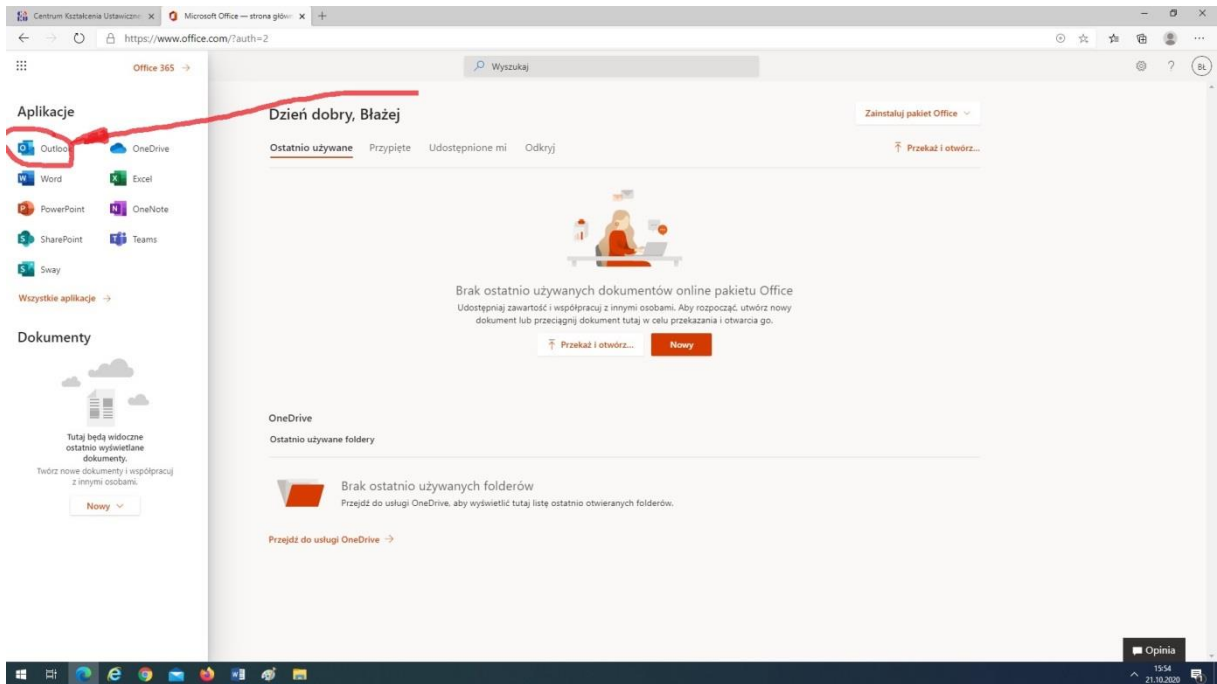 Centrum Kształcenia Ustawiczne
Microsoft Office — strona główn
https://www.office.com/?auth=2
Office 365 →
Wyszukaj
? BŁ
Aplikacje
Outlook
OneDrive
Word
Excel
PowerPoint
OneNote
SharePoint
Teams
Sway
Wszystkie aplikacje →
Dokumenty
Tutaj będą widoczne
ostatnio wyświetlane
dokumenty.
Twórz nowe dokumenty i współpracuj
z innymi osobami.
Nowy
Dzień dobry, Błażej
Zainstaluj pakiet Office
Ostatnio używane Przypięte Udostępnione mi Odkryj
Przekaż i otwórz...
Brak ostatnio używanych dokumentów online pakietu Office
Udostępniaj zawartość i współpracuj z innymi osobami. Aby rozpocząć, utwórz nowy
dokument lub przeciągnij dokument tutaj w celu przekazania i otwarcia go.
Przekaż i otwórz... Nowy
OneDrive
Ostatnio używane foldery
Brak ostatnio używanych folderów
Przejdź do usługi OneDrive, aby wyświetlić tutaj listę ostatnio otwieranych folderów.
Przejdź do usługi OneDrive →
Opinia
15:54
21.10.2020